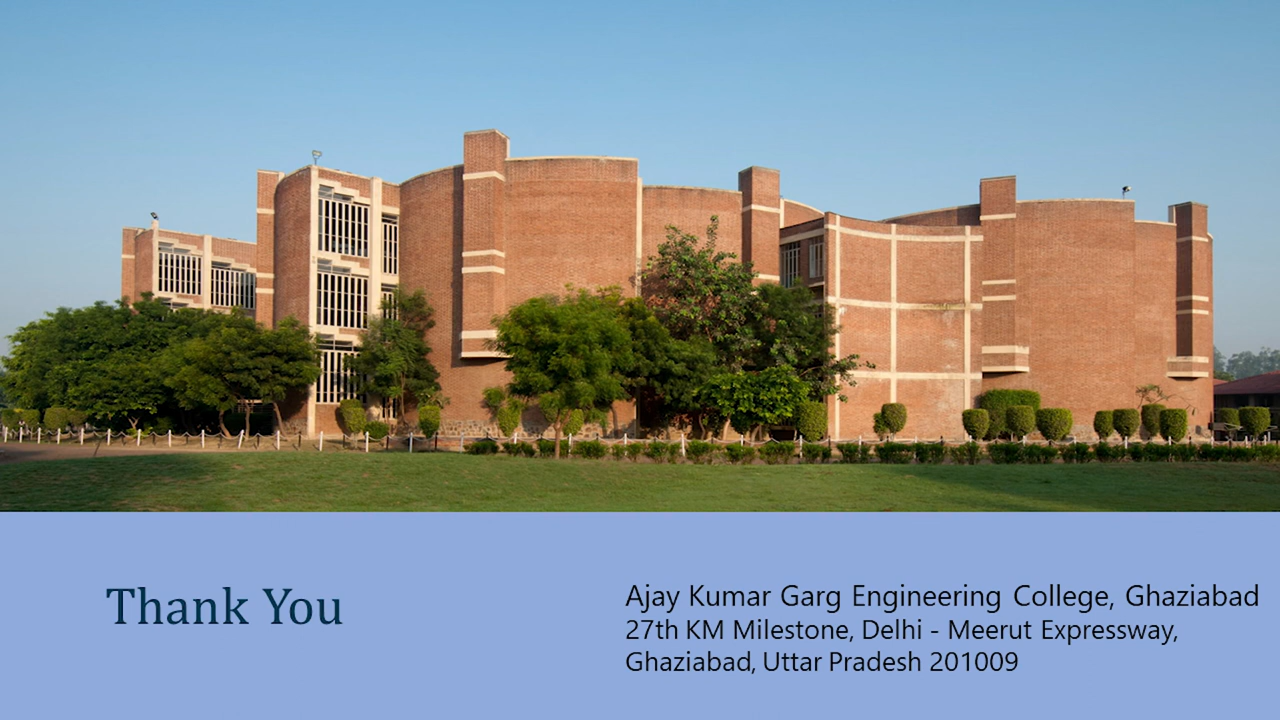 Thank You
Ajay Kumar Garg Engineering College, Ghaziabad
27th KM Milestone, Delhi - Meerut Expressway,
Ghaziabad, Uttar Pradesh 201009